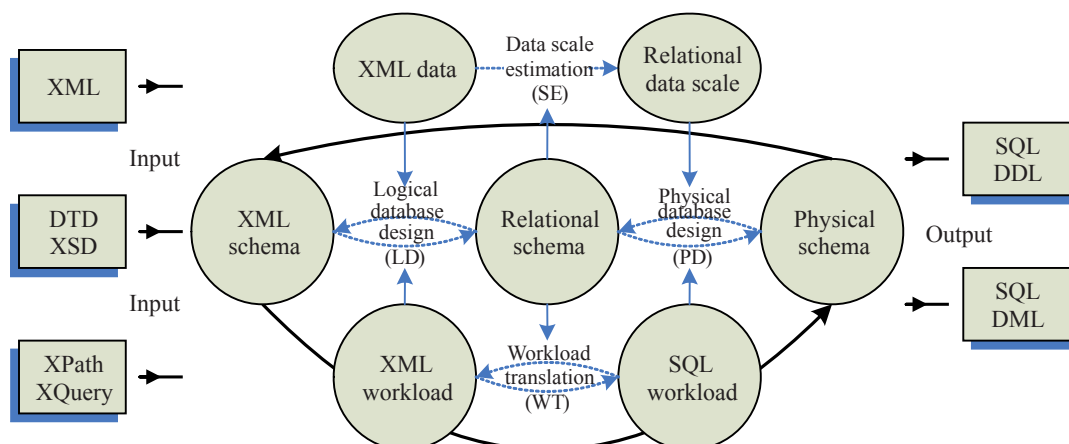 XML
Input
DTD
XSD
Input
XPath
XQuery
XML data
Data scale
estimation
(SE)
Relational
data scale
XML
schema
Logical
database
design
(LD)
Relational
schema
Physical
database
design
(PD)
Physical
schema
XML
workload
Workload
translation
(WT)
SQL
workload
SQL
DDL
Output
SQL
DML